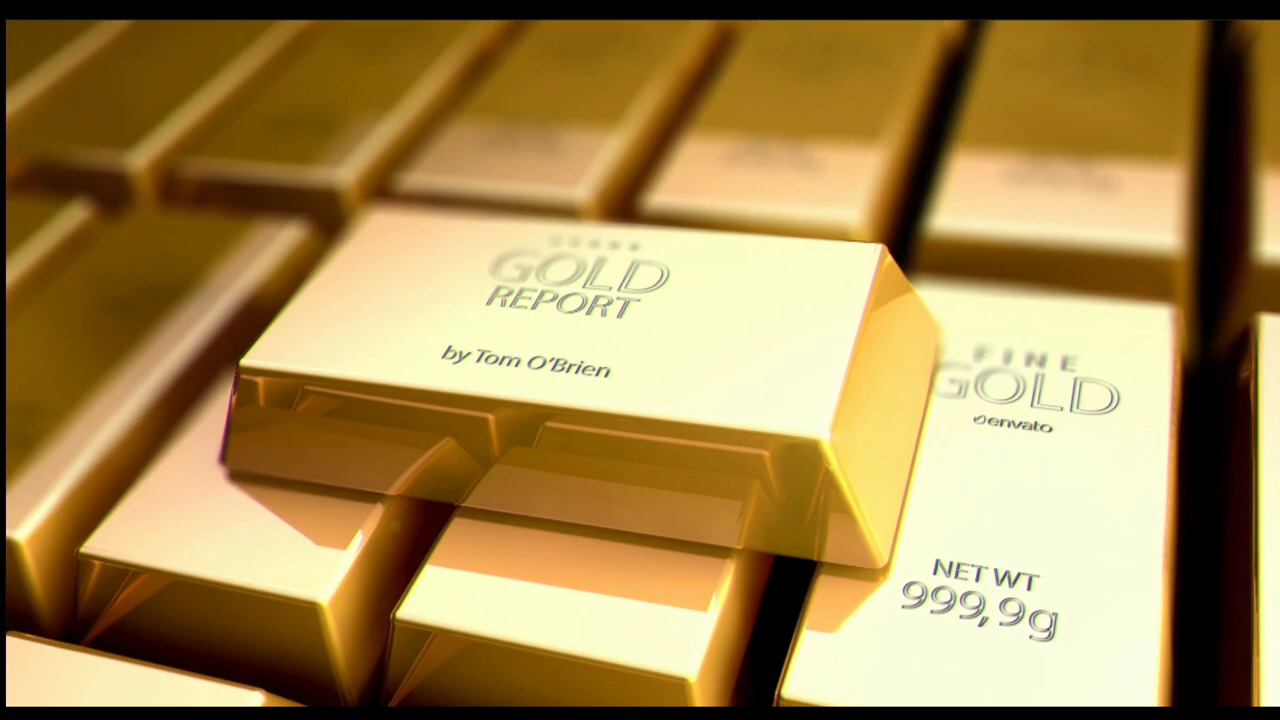 GOLD
REPORT
by Tom O'Brien
FINE
GOLD
envato
NET WT
999,9g